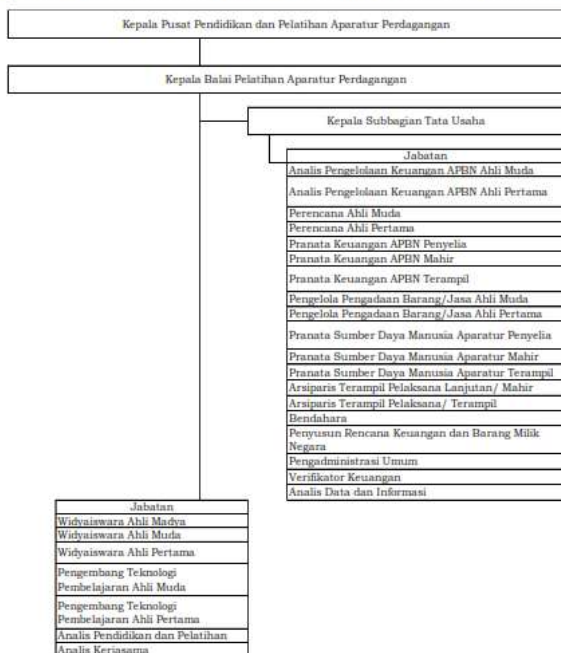 Kepala Pusat Pendidikan dan Pelatihan Aparatur Perdagangan
Kepala Balai Pelatihan Aparatur Perdagangan
Kepala Subbagian Tata Usaha
Jabatan
Analis Pengelolaan Keuangan APBN Ahli Muda
Analis Pengelolaan Keuangan APBN Ahli Pertama
Perencana Ahli Muda
Perencana Ahli Pertama
Pranata Keuangan APBN Penyelia
Pranata Keuangan APBN Mahir
Pranata Keuangan APBN Terampil
Pengelola Pengadaan Barang/Jasa Ahli Muda
Pengelola Pengadaan Barang/Jasa Ahli Pertama
Pranata Sumber Daya Manusia Aparatur Penyelia
Pranata Sumber Daya Manusia Aparatur Mahir
Pranata Sumber Daya Manusia Aparatur Terampil
Arsiparis Terampil Pelaksana Lanjutan/ Mahir
Arsiparis Terampil Pelaksana/ Terampil
Bendahara
Penyusun Rencana Keuangan dan Barang Milik
Negara
Pengadministrasi Umum
Verifikator Keuangan
Analis Data dan Informasi
Jabatan
Widyaiswara Ahli Madya
Widyaiswara Ahli Muda
Widyaiswara Ahli Pertama
Pengembang Teknologi
Pembelajaran Ahli Muda
Pengembang Teknologi
Pembelajaran Ahli Pertama
Analis Pendidikan dan Pelatihan
Analis Kerjasama